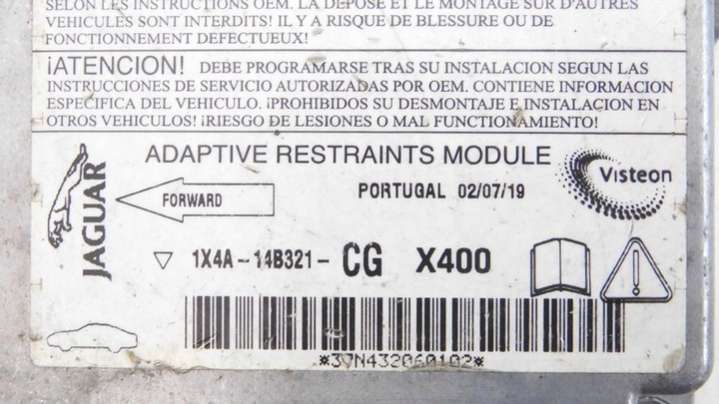 SELON LES INSTRUCTIONS OEM. LA DEPOSE ET LE MONTAGE SUR D'AUTRES
VEHICULES SONT INTERDITS! IL Y A RISQUE DE BLESSURE OU DE
FONCTIONNEMENT DEFECTUEUX!
¡ATENCION! DEBE PROGRAMARSE TRAS SU INSTALACION SEGUN LAS
INSTRUCCIONES DE SERVICIO AUTORIZADAS POR OEM. CONTIENE INFORMACION
ESPECIFICA DEL VEHICULO. ¡PROHIBIDOS SU DESMONTAJE E INSTALACION EN
OTROS VEHICULOS! ¡RIESGO DE LESIONES O MAL FUNCIONAMIENTO!
JAGUAR
ADAPTIVE RESTRAINTS MODULE
FORWARD
PORTUGAL 02/07/19
Visteon
1X4A-14B321-CG X400
*37N432060102*